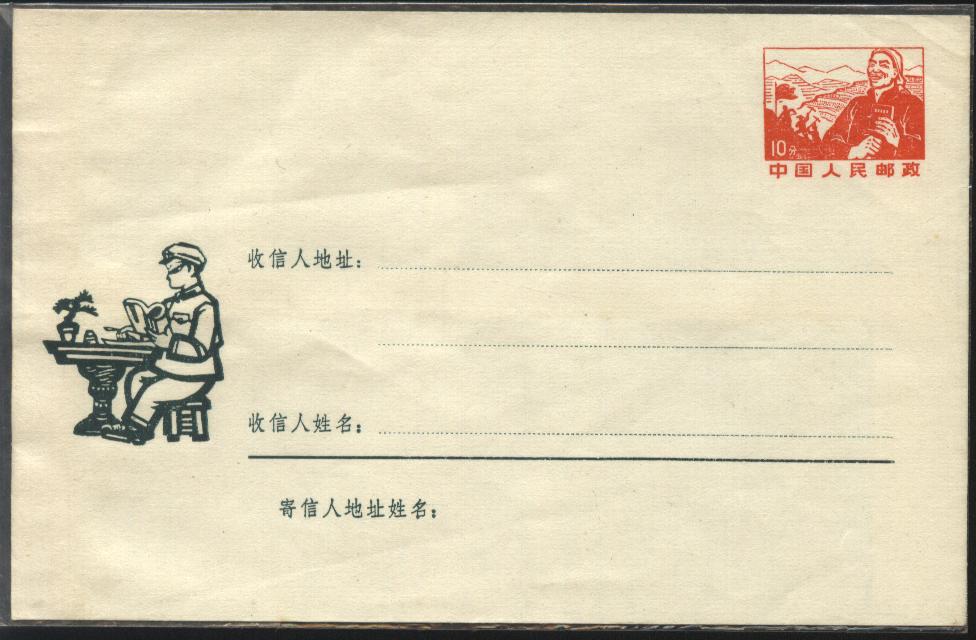 10分
中国人民邮政
收信人地址：
收信人姓名：
寄信人地址姓名：